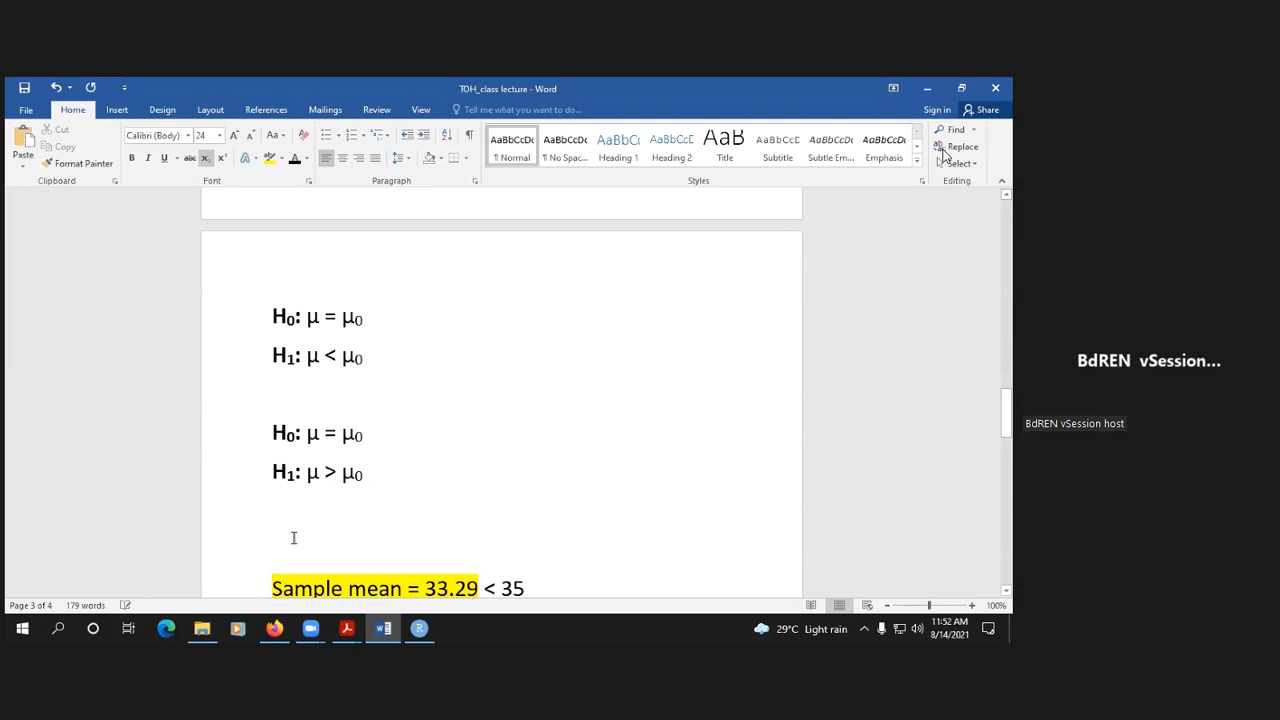 TOH_class lecture - Word
Sign in
Share
File
Home
Insert
Design
Layout
References
Mailings
Review
View
Tell me what you want to do...
Paste
Cut
Copy
Format Painter
Clipboard
Calibri (Body)
24
Font
Paragraph
AaBbCcDc
¶ Normal
AaBbCcDc
¶ No Spac...
AaBbCc
Heading 1
AaBbCcD
Heading 2
AaB
Title
AaBbCcD
Subtitle
AaBbCcDc
Subtle Em...
AaBbCcDc
Emphasis
Styles
Find
Replace
Select
Editing
H₀: μ = μ₀
H₁: μ < μ₀
H₀: μ = μ₀
H₁: μ > μ₀
Sample mean = 33.29 < 35
Page 3 of 4
179 words
100%
29°C Light rain
11:52 AM
8/14/2021
BdREN vSession...
BdREN vSession host